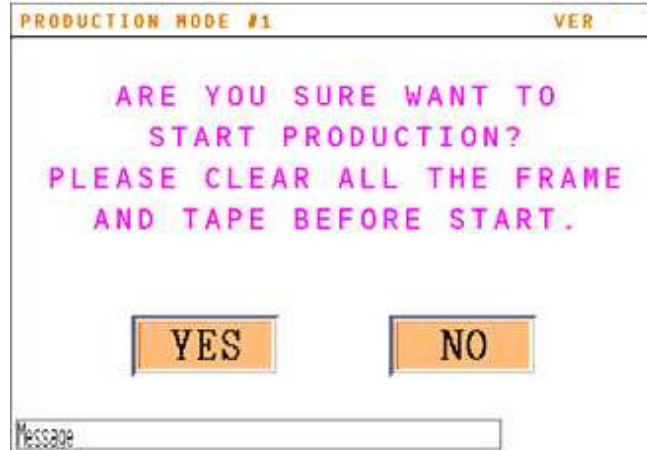 PRODUCTION MODE #1 VER
ARE YOU SURE WANT TO
START PRODUCTION?
PLEASE CLEAR ALL THE FRAME
AND TAPE BEFORE START.
YES NO
Message